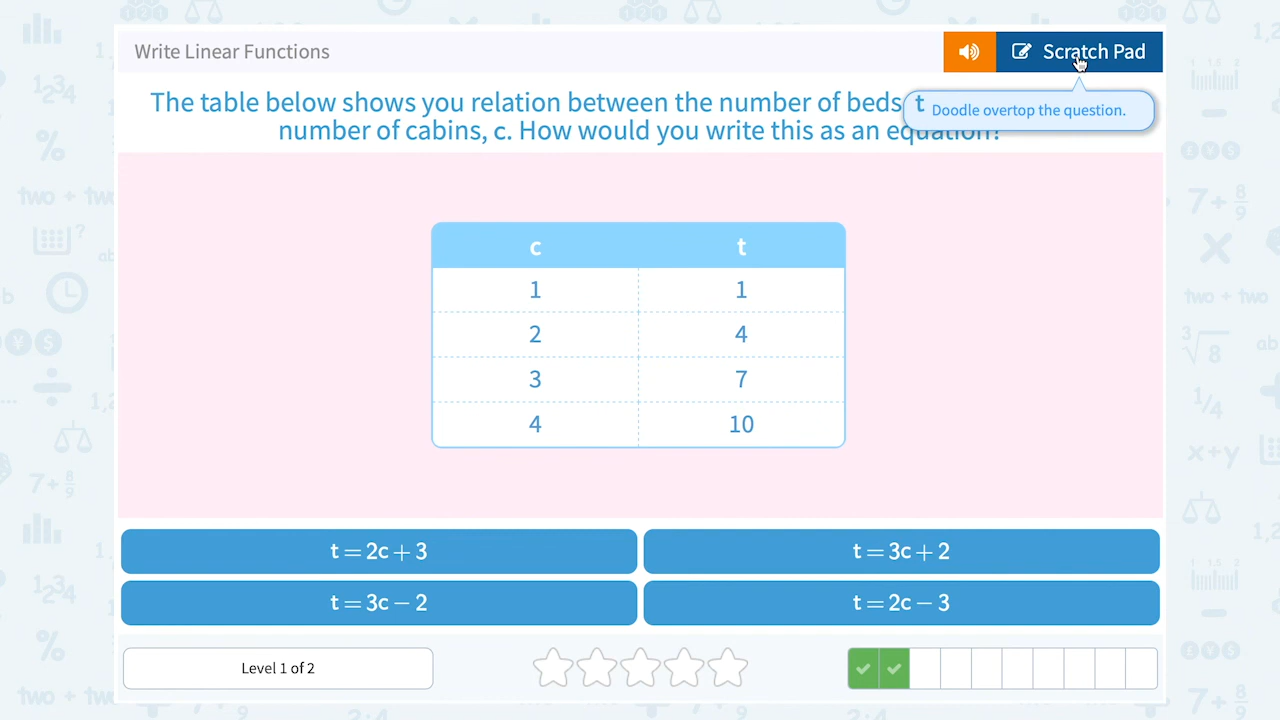 Write Linear Functions
Scratch Pad
The table below shows you relation between the number of beds t
Doodle overtop the question.
number of cabins, c. How would you write this as an equation?
c t
1 1
2 4
3 7
4 10
t = 2c + 3
t = 3c + 2
t = 3c − 2
t = 2c − 3
Level 1 of 2